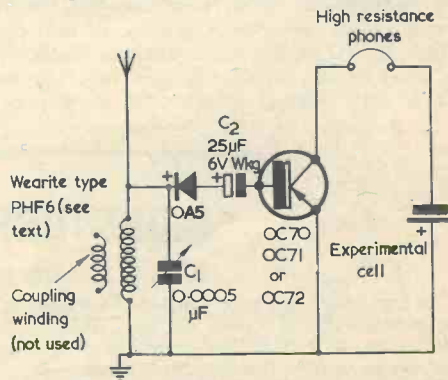 High resistance
phones
C2
25µF
6V Wkg
+
+
Wearite type
PHF6 (see
text)
OA5
OC70
OC71
or
OC72
Experimental
cell
+
C1
0·0005
µF
Coupling
winding
(not used)